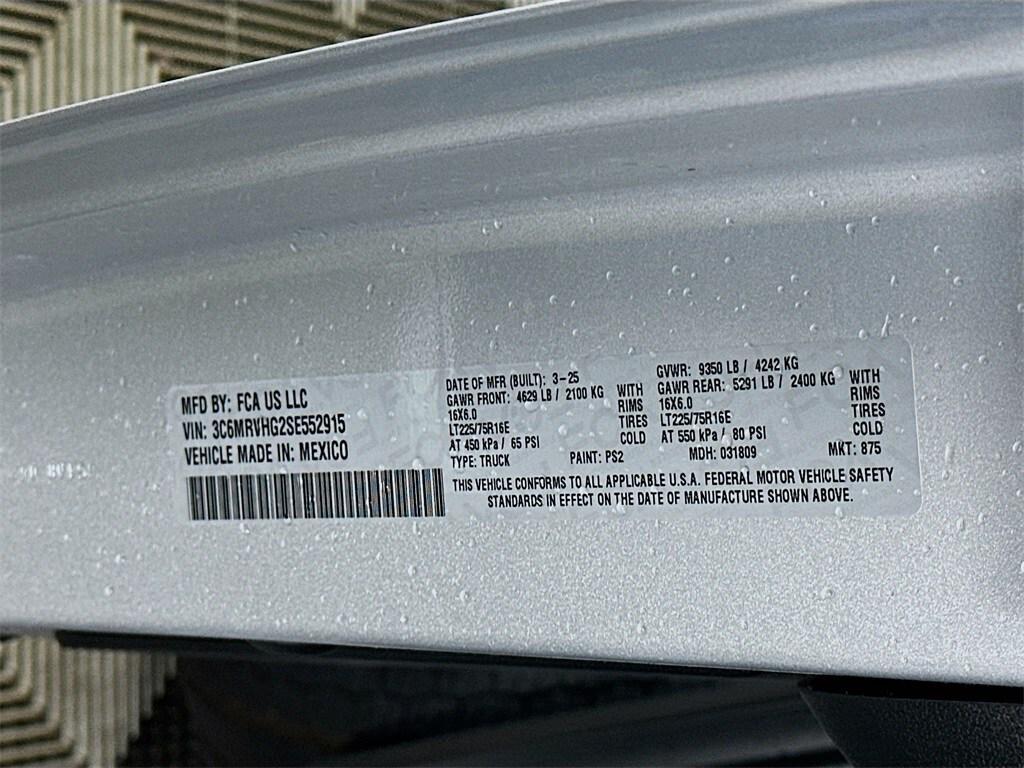 MFD BY: FCA US LLC
VIN: 3C6MRVHG2SE552915
VEHICLE MADE IN: MEXICO
DATE OF MFR (BUILT): 3-25
GAWR FRONT: 4629 LB / 2100 KG
16X6.0
LT225/75R16E
AT 450 kPa / 65 PSI
WITH
RIMS
TIRES
COLD
GVWR: 9350 LB / 4242 KG
GAWR REAR: 5291 LB / 2400 KG
16X6.0
LT225/75R16E
AT 550 kPa / 80 PSI
WITH
RIMS
TIRES
COLD
TYPE: TRUCK PAINT: PS2 MDH: 031809 MKT: 875
THIS VEHICLE CONFORMS TO ALL APPLICABLE U.S.A. FEDERAL MOTOR VEHICLE SAFETY
STANDARDS IN EFFECT ON THE DATE OF MANUFACTURE SHOWN ABOVE.